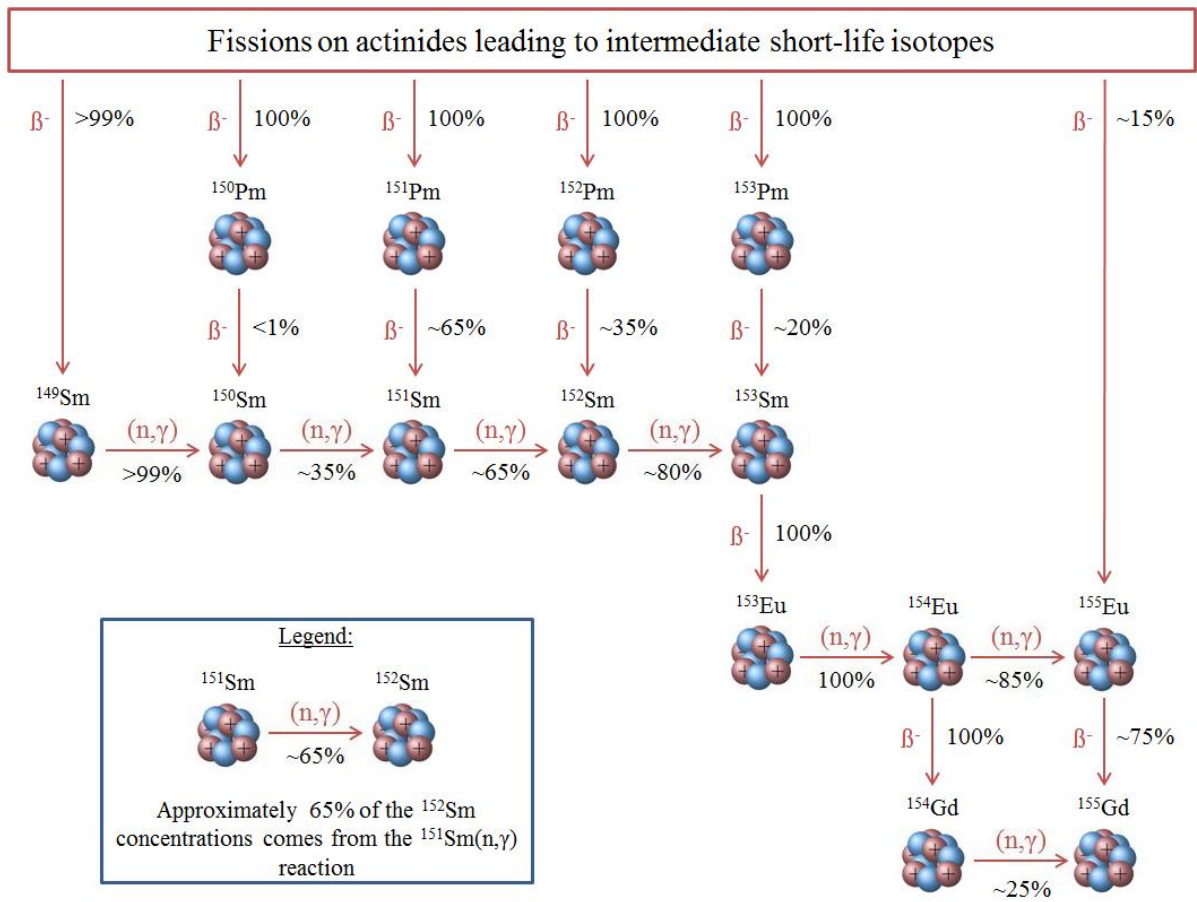 Fissions on actinides leading to intermediate short-life isotopes
ß- >99%
ß- 100%
ß- 100%
ß- 100%
ß- 100%
ß- ~15%
¹⁵⁰Pm
¹⁵¹Pm
¹⁵²Pm
¹⁵³Pm
ß- <1%
ß- ~65%
ß- ~35%
ß- ~20%
¹⁴⁹Sm
¹⁵⁰Sm
¹⁵¹Sm
¹⁵²Sm
¹⁵³Sm
(n,γ)
(n,γ)
(n,γ)
(n,γ)
>99%
~35%
~65%
~80%
ß- 100%
¹⁵³Eu
¹⁵⁴Eu
¹⁵⁵Eu
(n,γ)
(n,γ)
100%
~85%
ß- 100%
ß- ~75%
¹⁵⁴Gd
¹⁵⁵Gd
(n,γ)
~25%
Legend:
¹⁵¹Sm
¹⁵²Sm
(n,γ)
~65%
Approximately 65% of the ¹⁵²Sm
concentrations comes from the ¹⁵¹Sm(n,γ)
reaction